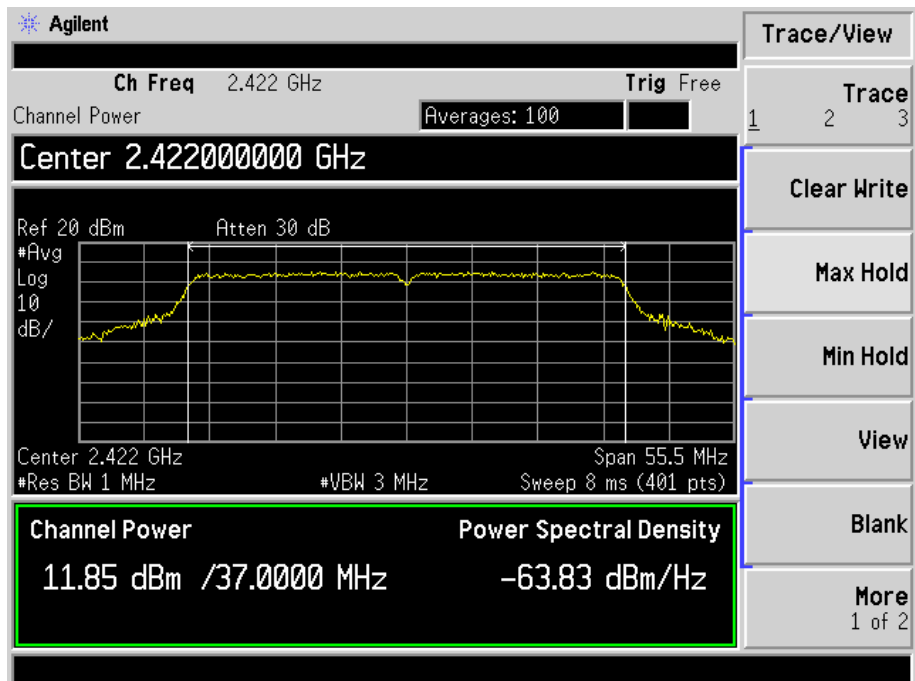 Agilent
Trace/View
Ch Freq 2.422 GHz Trig Free
Channel Power Averages: 100
Center 2.422000000 GHz
Ref 20 dBm Atten 30 dB
#Avg
Log
10
dB/
Center 2.422 GHz Span 55.5 MHz
#Res BW 1 MHz #VBW 3 MHz Sweep 8 ms (401 pts)
Channel Power Power Spectral Density
11.85 dBm /37.0000 MHz -63.83 dBm/Hz
Trace
1 2 3
Clear Write
Max Hold
Min Hold
View
Blank
More
1 of 2